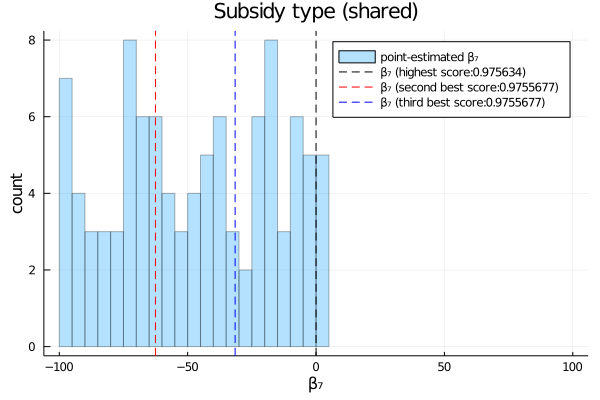 Subsidy type (shared)
8
6
4
2
0
count
point-estimated β₇
β₇ (highest score:0.975634)
β₇ (second best score:0.9755677)
β₇ (third best score:0.9755677)
−100
−50
0
50
100
β₇